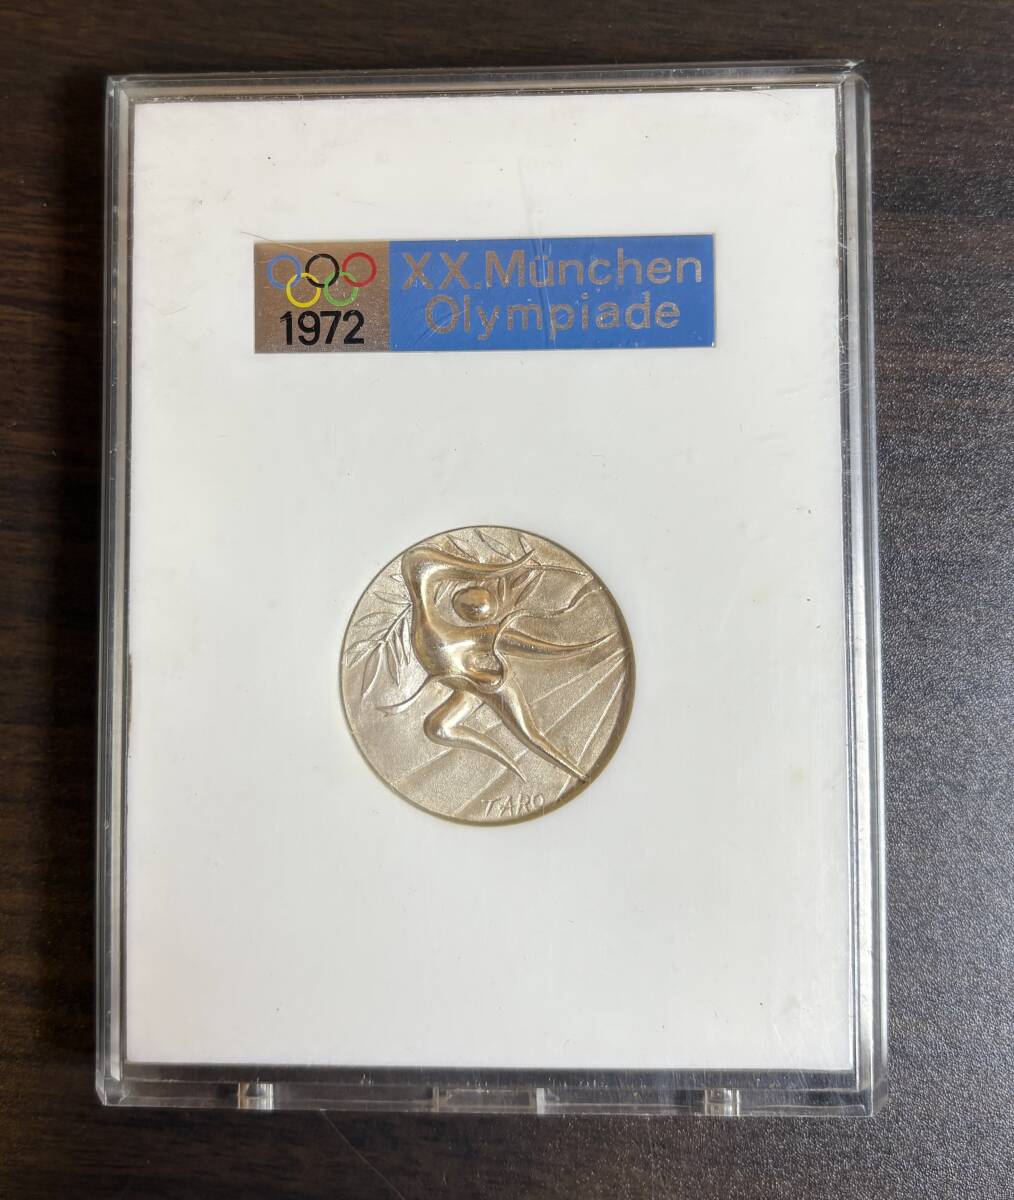 XX.München
Olympiade
1972
TARO